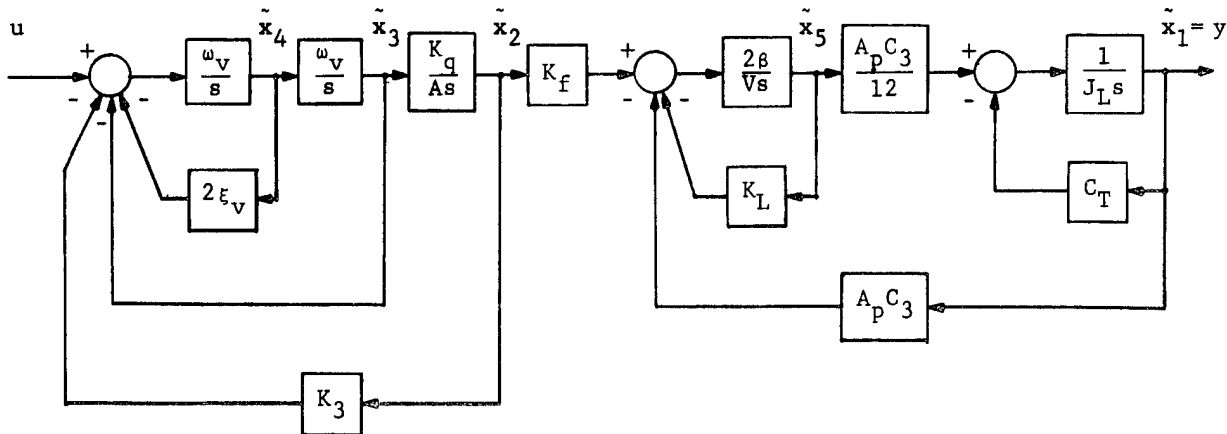 u
+
-
-
-
ω_v / s
x̃_4
ω_v / s
x̃_3
K_q / As
x̃_2
K_f
+
-
-
2β / Vs
x̃_5
A_pC_3 / 12
+
-
1 / J_Ls
x̃_1 = y
2ξ_v
K_L
C_T
A_pC_3
K_3